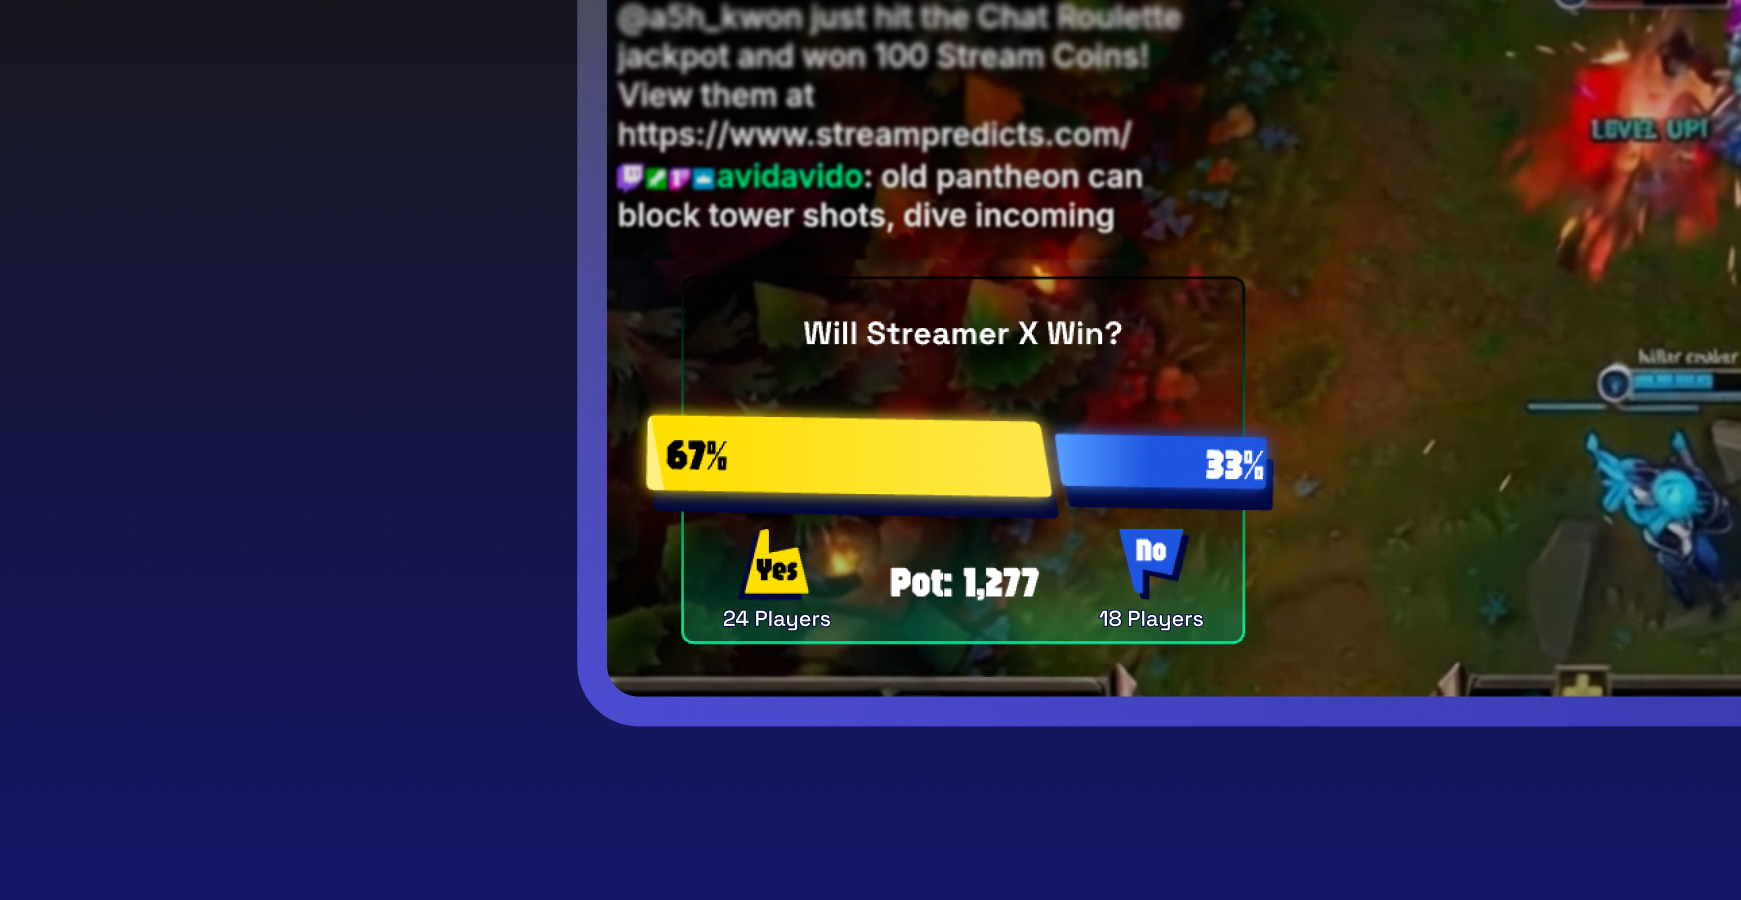 @a5h_kwon just hit the Chat Roulette
jackpot and won 100 Stream Coins!
View them at
https://www.streampredicts.com/
avidavido: old pantheon can
block tower shots, dive incoming
LEVEL UP!
Will Streamer X Win?
67%
33%
Yes
No
Pot: 1,277
24 Players
18 Players